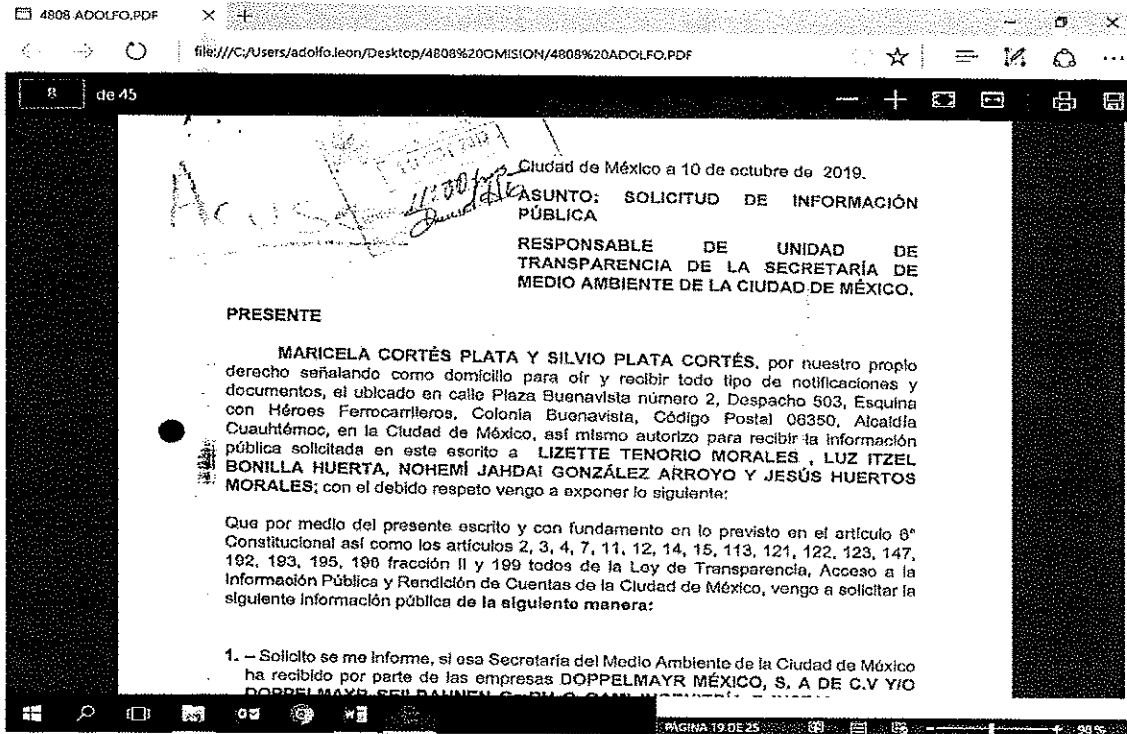 4808 ADOLFO.PDF
file:///C:/Users/adolfo.leon/Desktop/4808%20OMISION/4808%20ADOLFO.PDF
8 de 45
Acuse
11:00 hrs
Ciudad de México a 10 de octubre de 2019.
ASUNTO: SOLICITUD DE INFORMACIÓN
PÚBLICA
RESPONSABLE DE UNIDAD DE
TRANSPARENCIA DE LA SECRETARÍA DE
MEDIO AMBIENTE DE LA CIUDAD DE MÉXICO.
PRESENTE
MARICELA CORTÉS PLATA Y SILVIO PLATA CORTÉS, por nuestro propio
derecho señalando como domicilio para oír y recibir todo tipo de notificaciones y
documentos, el ubicado en calle Plaza Buenavista número 2, Despacho 503, Esquina
con Héroes Ferrocarrileros, Colonia Buenavista, Código Postal 06350, Alcaldía
Cuauhtémoc, en la Ciudad de México, así mismo autorizo para recibir la información
pública solicitada en este escrito a LIZETTE TENORIO MORALES , LUZ ITZEL
BONILLA HUERTA, NOHEMÍ JAHDAI GONZÁLEZ ARROYO Y JESÚS HUERTOS
MORALES; con el debido respeto vengo a exponer lo siguiente:
Que por medio del presente escrito y con fundamento en lo previsto en el artículo 6°
Constitucional así como los artículos 2, 3, 4, 7, 11, 12, 14, 15, 113, 121, 122, 123, 147,
192, 193, 195, 196 fracción II y 199 todos de la Ley de Transparencia, Acceso a la
Información Pública y Rendición de Cuentas de la Ciudad de México, vengo a solicitar la
siguiente información pública de la siguiente manera:
1. – Solicito se me informe, si esa Secretaría del Medio Ambiente de la Ciudad de México
ha recibido por parte de las empresas DOPPELMAYR MÉXICO, S. A DE C.V Y/O
DOPPELMAYR SEILBAHNEN
PÁGINA 19 DE 25
98 %